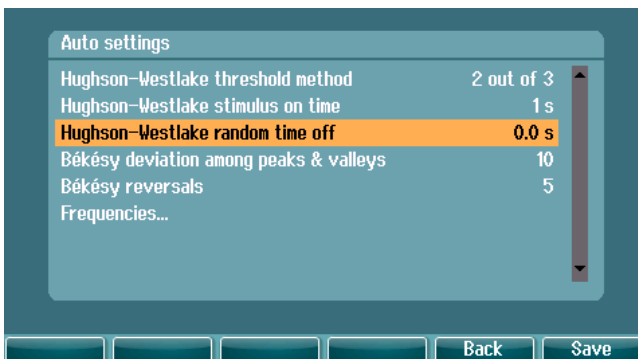 Auto settings
Hughson-Westlake threshold method 2 out of 3
Hughson-Westlake stimulus on time 1 s
Hughson-Westlake random time off 0.0 s
Békésy deviation among peaks & valleys 10
Békésy reversals 5
Frequencies...
Back Save